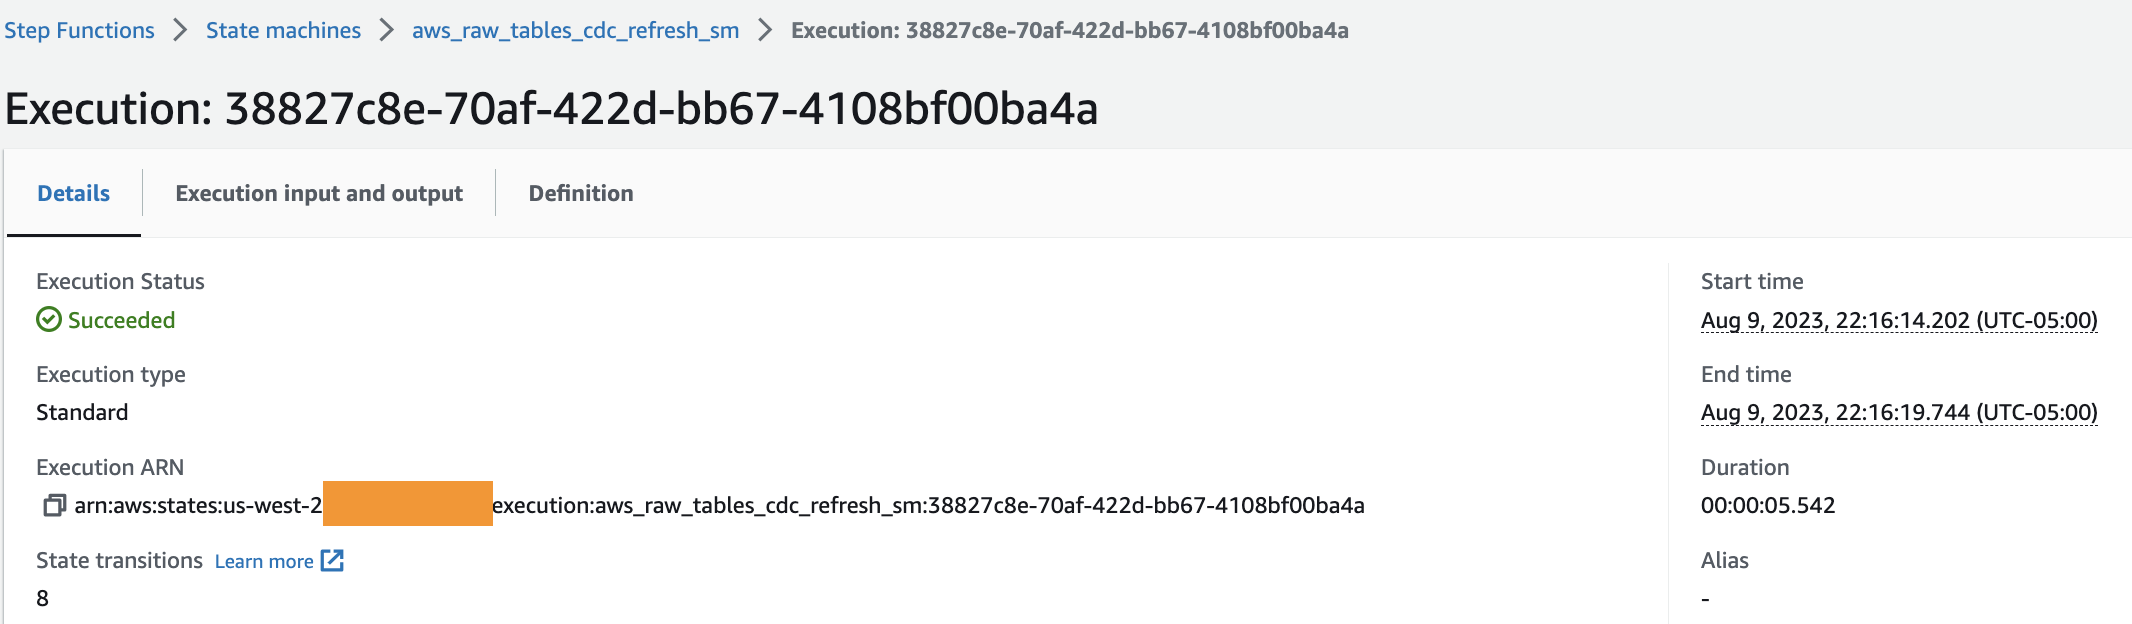 Step Functions > State machines > aws_raw_tables_cdc_refresh_sm > Execution: 38827c8e-70af-422d-bb67-4108bf00ba4a
Execution: 38827c8e-70af-422d-bb67-4108bf00ba4a
Details
Execution input and output
Definition
Execution Status
Succeeded
Execution type
Standard
Execution ARN
arn:aws:states:us-west-2 execution:aws_raw_tables_cdc_refresh_sm:38827c8e-70af-422d-bb67-4108bf00ba4a
State transitions Learn more
8
Start time
Aug 9, 2023, 22:16:14.202 (UTC-05:00)
End time
Aug 9, 2023, 22:16:19.744 (UTC-05:00)
Duration
00:00:05.542
Alias
-